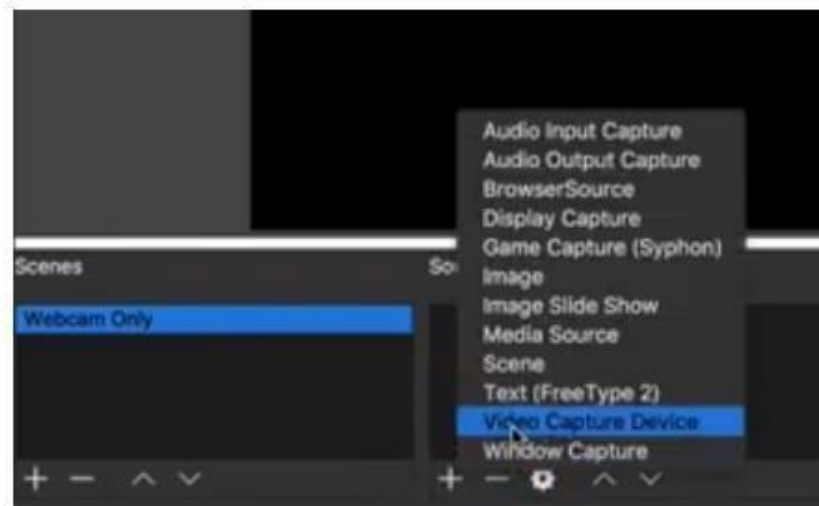 Audio Input Capture
Audio Output Capture
BrowserSource
Display Capture
Game Capture (Syphon)
Scenes
So
Image
Webcam Only
Image Slide Show
Media Source
Scene
Text (FreeType 2)
Video Capture Device
Window Capture